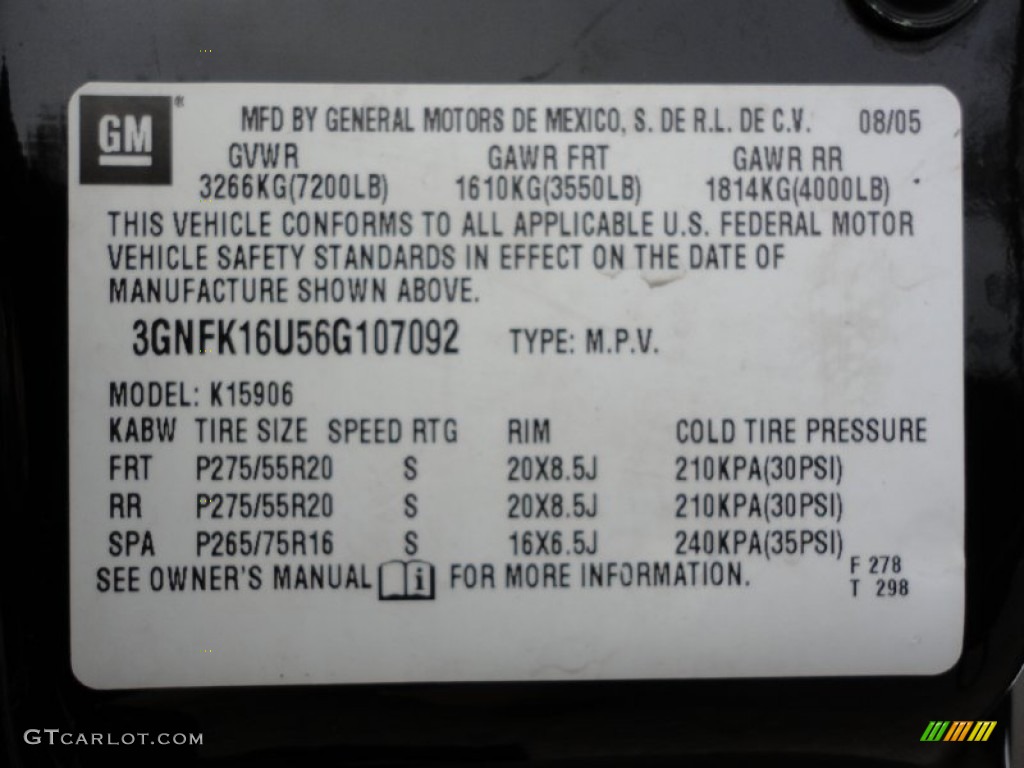 GM ® MFD BY GENERAL MOTORS DE MEXICO, S. DE R.L. DE C.V. 08/05
GVWR GAWR FRT GAWR RR
3266KG(7200LB) 1610KG(3550LB) 1814KG(4000LB)
THIS VEHICLE CONFORMS TO ALL APPLICABLE U.S. FEDERAL MOTOR
VEHICLE SAFETY STANDARDS IN EFFECT ON THE DATE OF
MANUFACTURE SHOWN ABOVE.
3GNFK16U56G107092 TYPE: M.P.V.
MODEL: K15906
KABW TIRE SIZE SPEED RTG RIM COLD TIRE PRESSURE
FRT P275/55R20 S 20X8.5J 210KPA(30PSI)
RR P275/55R20 S 20X8.5J 210KPA(30PSI)
SPA P265/75R16 S 16X6.5J 240KPA(35PSI)
SEE OWNER'S MANUAL i FOR MORE INFORMATION. F 278
T 298
GTCARLOT.COM